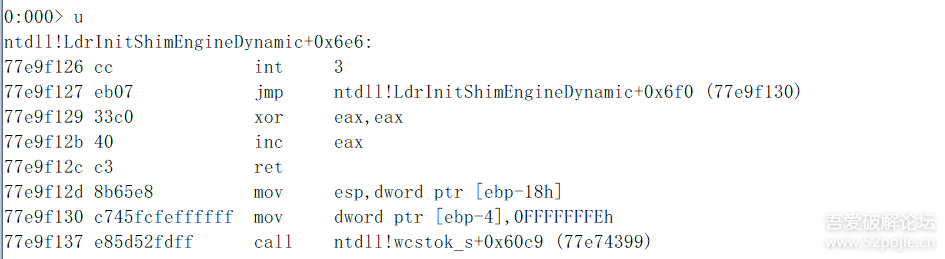 0:000> u
ntdll!LdrInitShimEngineDynamic+0x6e6:
77e9f126 cc int 3
77e9f127 eb07 jmp ntdll!LdrInitShimEngineDynamic+0x6f0 (77e9f130)
77e9f129 33c0 xor eax,eax
77e9f12b 40 inc eax
77e9f12c c3 ret
77e9f12d 8b65e8 mov esp,dword ptr [ebp-18h]
77e9f130 c745fcfeffffff mov dword ptr [ebp-4],0FFFFFFFEh
77e9f137 e85d52fdff call ntdll!wcstok_s+0x60c9 (77e74399)
吾爱破解论坛
www.52pojie.cn